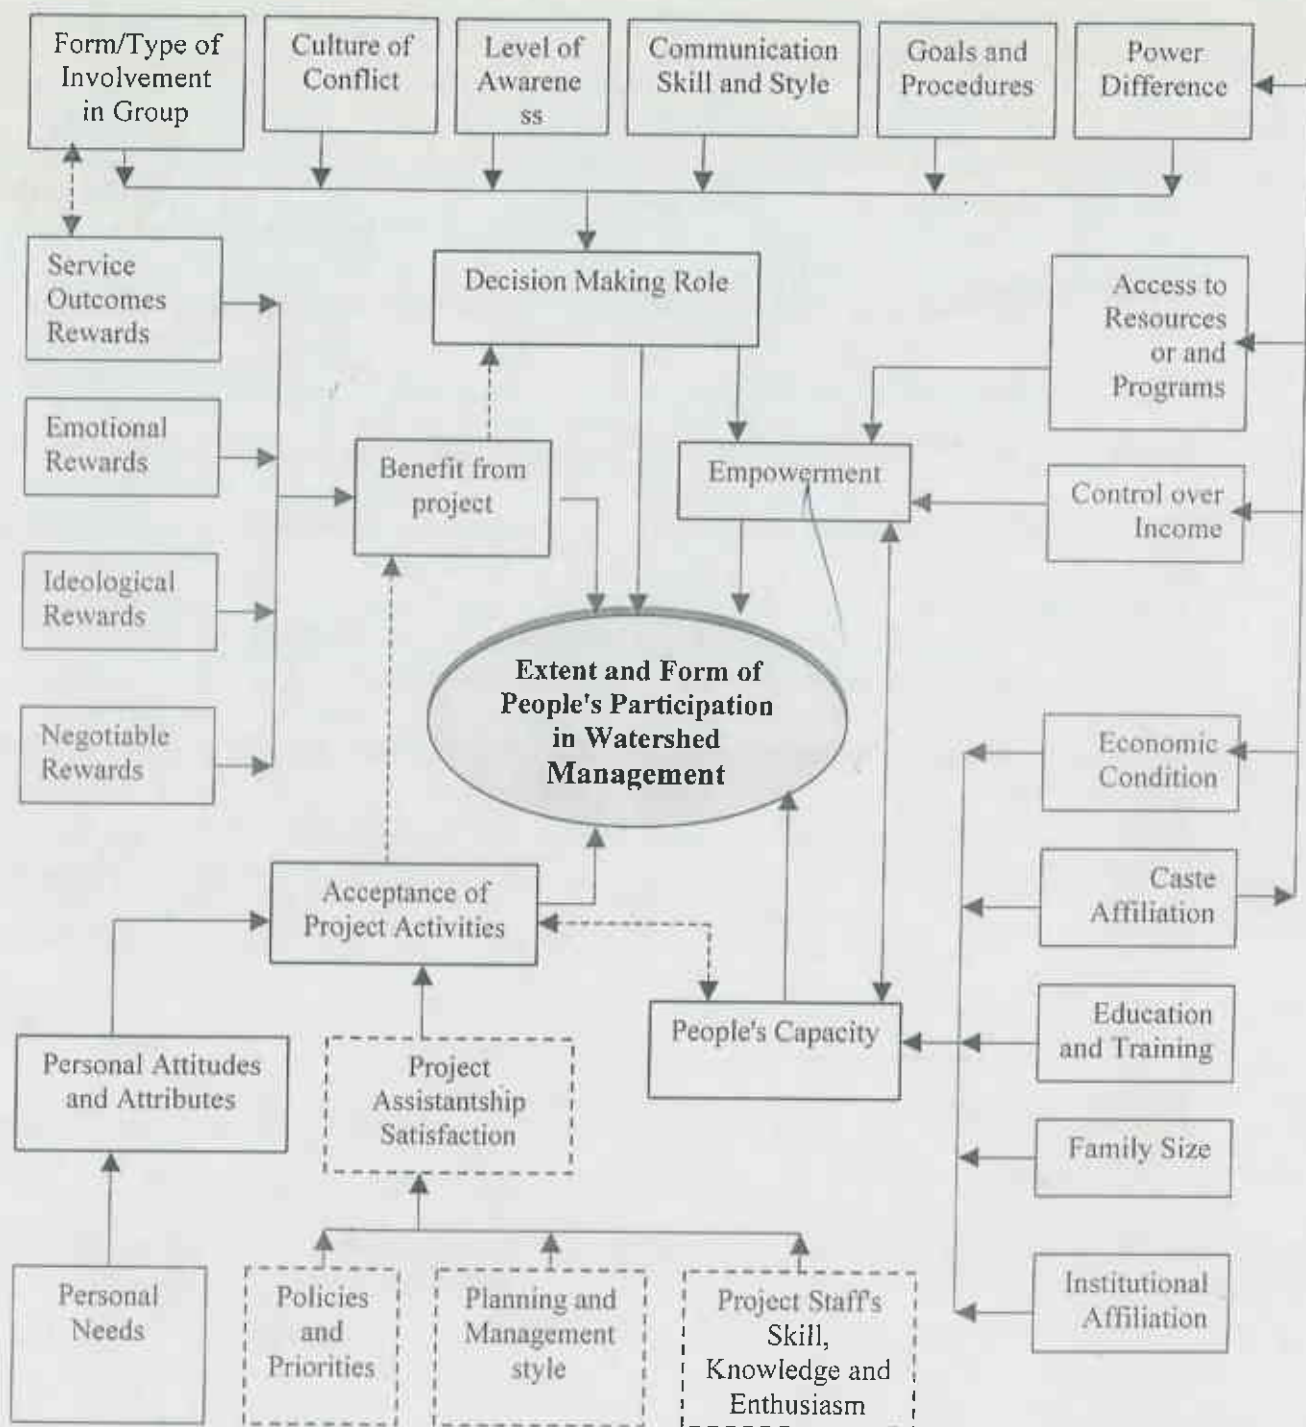 Form/Type of
Involvement
in Group
Culture of
Conflict
Level of
Awarene
ss
Communication
Skill and Style
Goals and
Procedures
Power
Difference
Service
Outcomes
Rewards
Decision Making Role
Access to
Resources
or and
Programs
Emotional
Rewards
Benefit from
project
Empowerment
Control over
Income
Ideological
Rewards
Extent and Form of
People's Participation
in Watershed
Management
Negotiable
Rewards
Economic
Condition
Acceptance of
Project Activities
Caste
Affiliation
People's Capacity
Education
and Training
Personal Attitudes
and Attributes
Project
Assistantship
Satisfaction
Family Size
Personal
Needs
Policies
and
Priorities
Planning and
Management
style
Project Staff's
Skill,
Knowledge and
Enthusiasm
Institutional
Affiliation